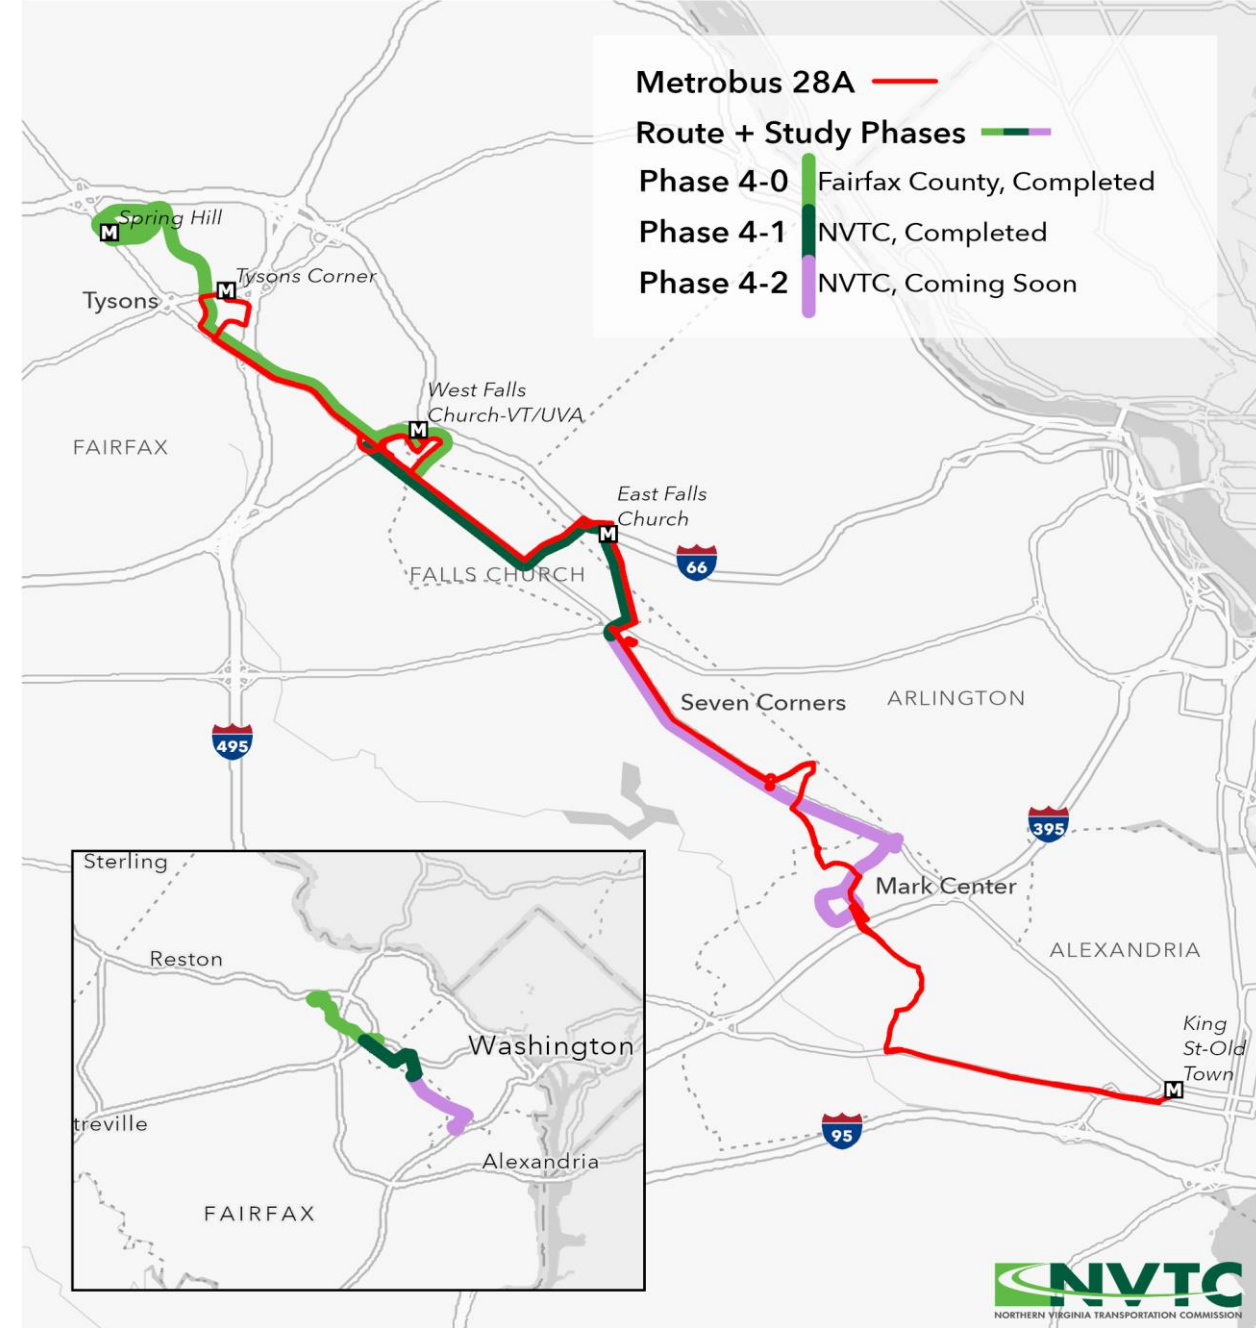 Metrobus 28A
Route + Study Phases
Phase 4-0 Fairfax County, Completed
Phase 4-1 NVTC, Completed
Phase 4-2 NVTC, Coming Soon
M
Spring Hill
M
Tysons Corner
Tysons
West Falls
Church-VT/UVA
M
FAIRFAX
East Falls
Church
M
66
FALLS CHURCH
Seven Corners
ARLINGTON
495
395
Mark Center
ALEXANDRIA
King
St-Old
Town
M
95
Sterling
Reston
Washington
treville
Alexandria
FAIRFAX
NVTC
NORTHERN VIRGINIA TRANSPORTATION COMMISSION